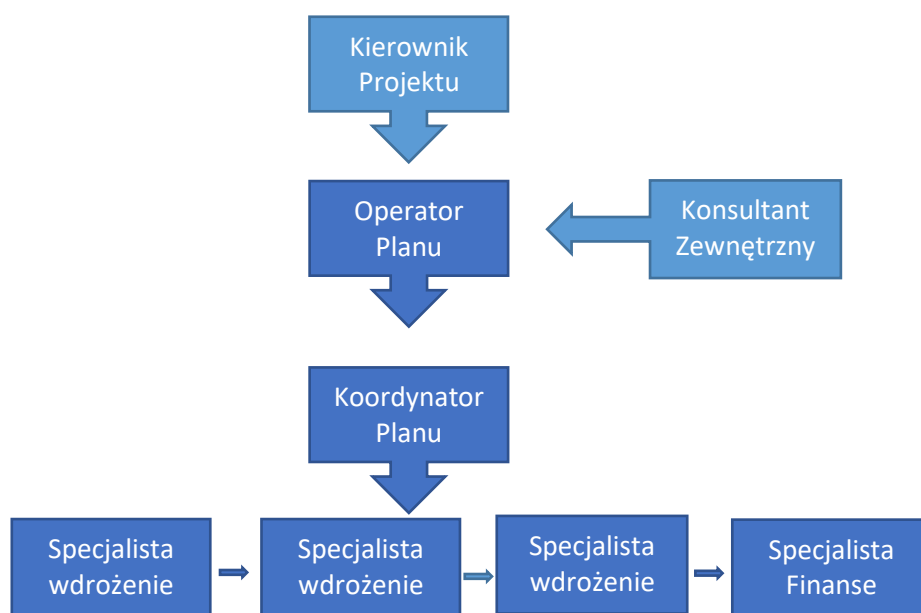 Kierownik
Projektu
Operator
Planu
Konsultant
Zewnętrzny
Koordynator
Planu
Specjalista
wdrożenie
Specjalista
wdrożenie
Specjalista
wdrożenie
Specjalista
Finanse